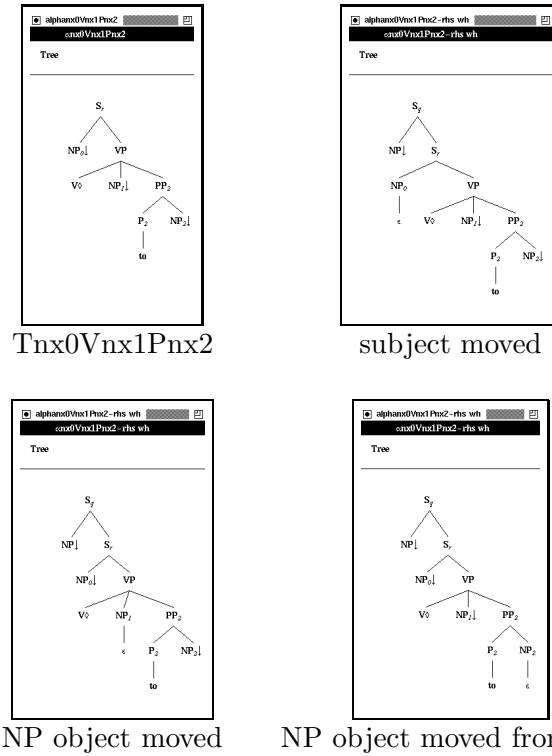 alphanx0Vnx1Pnx2
αnx0Vnx1Pnx2
Tree
S_r
NP_0↓ VP
V◊ NP_1↓ PP_2
P_2 NP_2↓
to
Tnx0Vnx1Pnx2
alphanx0Vnx1Pnx2-rhs wh
αnx0Vnx1Pnx2-rhs wh
Tree
S_q
NP↓ S_r
NP_0 VP
ε V◊ NP_1↓ PP_2
P_2 NP_2↓
to
subject moved
alphanx0Vnx1Pnx2-rhs wh
αnx0Vnx1Pnx2-rhs wh
Tree
S_q
NP↓ S_r
NP_0↓ VP
V◊ NP_1 PP_2
ε P_2 NP_2↓
to
NP object moved
alphanx0Vnx1Pnx2-rhs wh
αnx0Vnx1Pnx2-rhs wh
Tree
S_q
NP↓ S_r
NP_0↓ VP
V◊ NP_1↓ PP_2
P_2 NP_2
to ε
NP object moved from